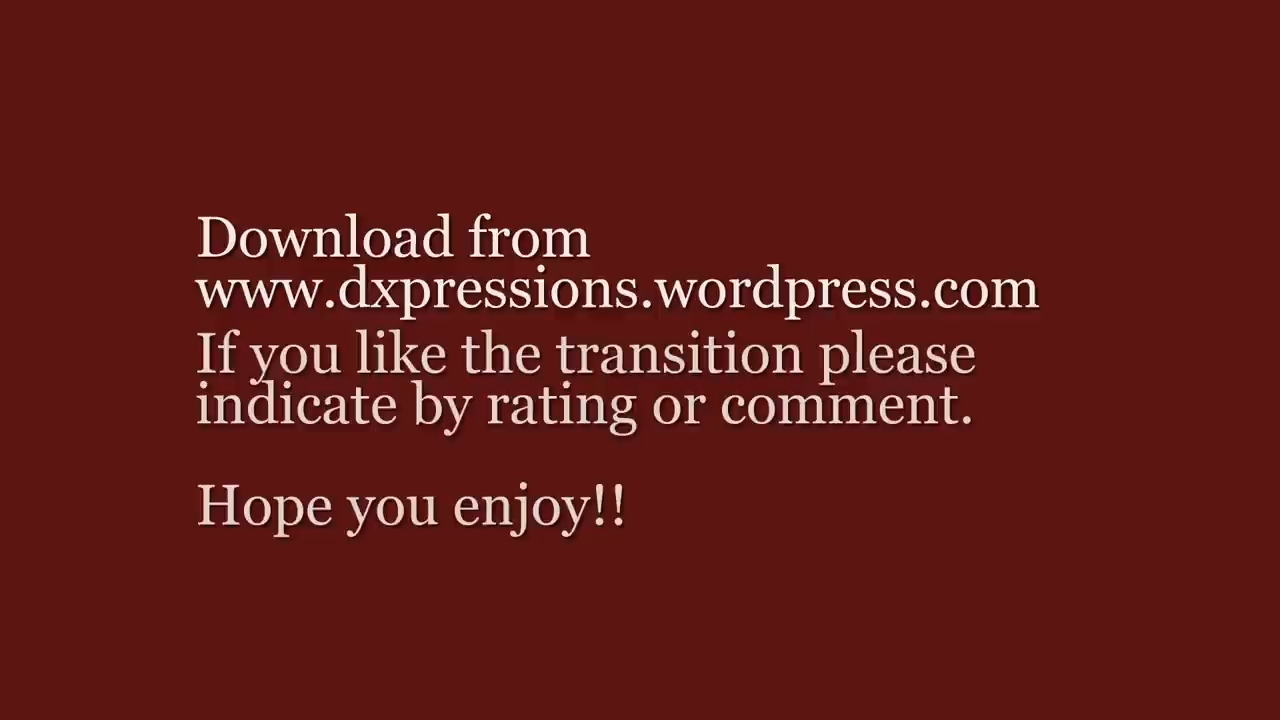 Download from
www.dxpressions.wordpress.com
If you like the transition please
indicate by rating or comment.
Hope you enjoy!!